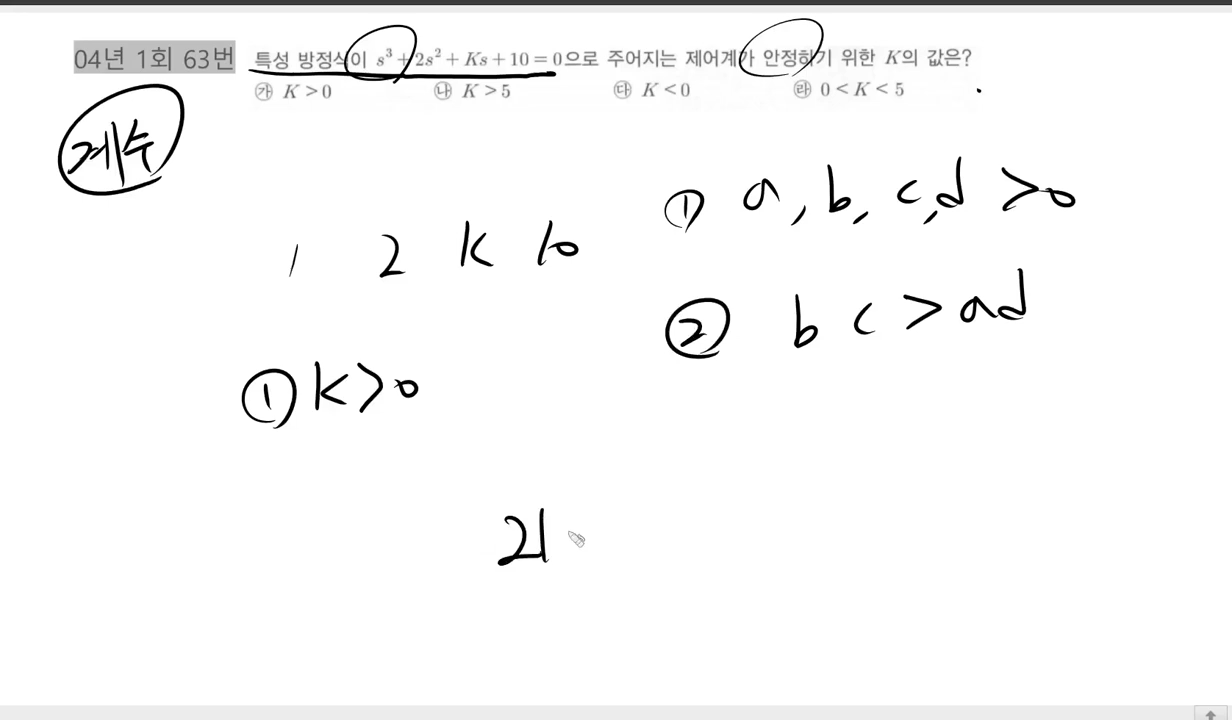 04년 1회 63번 특성 방정식이 s³ + 2s² + Ks + 10 = 0으로 주어지는 제어계가 안정하기 위한 K의 값은?
㉮ K > 0 ㉯ K > 5 ㉰ K < 0 ㉱ 0 < K < 5
계수
① a, b, c, d > 0
1 2 K 10
② bc > ad
① K > 0
21